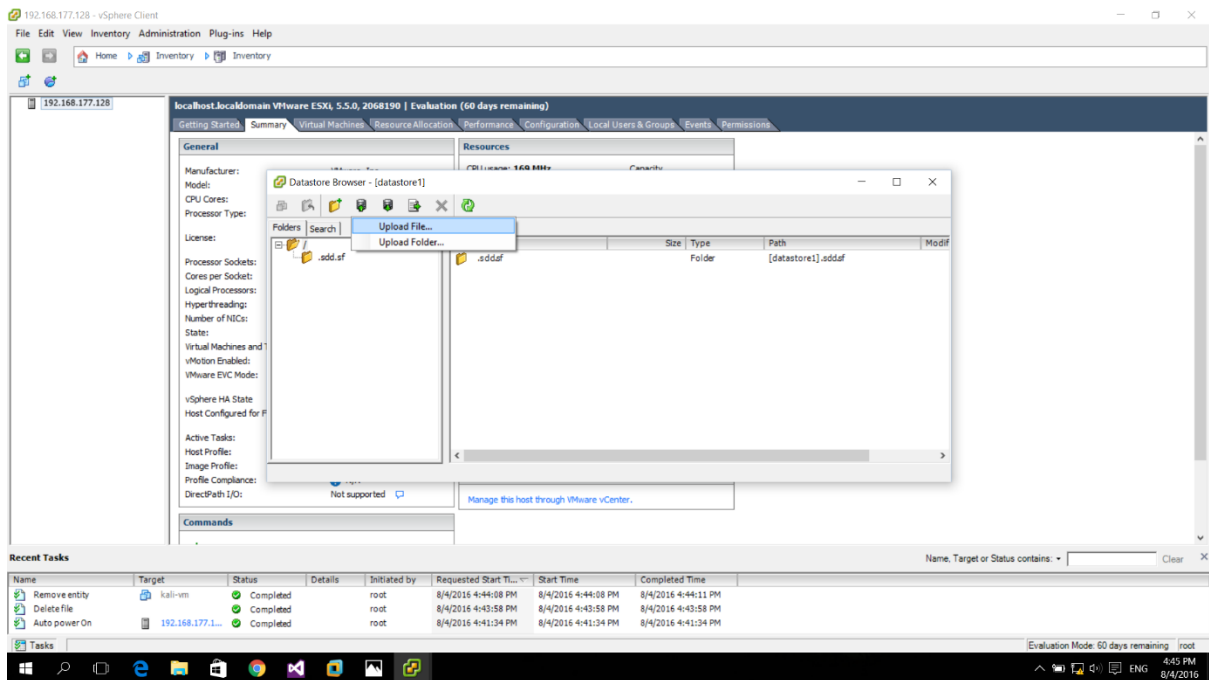 192.168.177.128 - vSphere Client
File Edit View Inventory Administration Plug-ins Help
Home Inventory Inventory
192.168.177.128
localhost.localdomain VMware ESXi, 5.5.0, 2068190 | Evaluation (60 days remaining)
Getting Started Summary Virtual Machines Resource Allocation Performance Configuration Local Users & Groups Events Permissions
General
Manufacturer:
Model:
CPU Cores:
Processor Type:
License:
Processor Sockets:
Cores per Socket:
Logical Processors:
Hyperthreading:
Number of NICs:
State:
Virtual Machines and
vMotion Enabled:
VMware EVC Mode:
vSphere HA State
Host Configured for F
Active Tasks:
Host Profile:
Image Profile:
Profile Compliance:
DirectPath I/O: Not supported
Commands
Resources
CPU usage: 169 MHz Capacity
Manage this host through VMware vCenter.
Datastore Browser - [datastore1]
Folders Search
Upload File...
Upload Folder...
/
.sdd.sf
Size Type Path Modif
.sdd.sf Folder [datastore1] .sdd.sf
Recent Tasks
Name, Target or Status contains: Clear
Name Target Status Details Initiated by Requested Start Ti... Start Time Completed Time
Remove entity kali-vm Completed root 8/4/2016 4:44:08 PM 8/4/2016 4:44:08 PM 8/4/2016 4:44:11 PM
Delete file Completed root 8/4/2016 4:43:58 PM 8/4/2016 4:43:58 PM 8/4/2016 4:43:58 PM
Auto power On 192.168.177.1... Completed root 8/4/2016 4:41:34 PM 8/4/2016 4:41:34 PM 8/4/2016 4:41:34 PM
Tasks
Evaluation Mode: 60 days remaining root
ENG
4:45 PM
8/4/2016